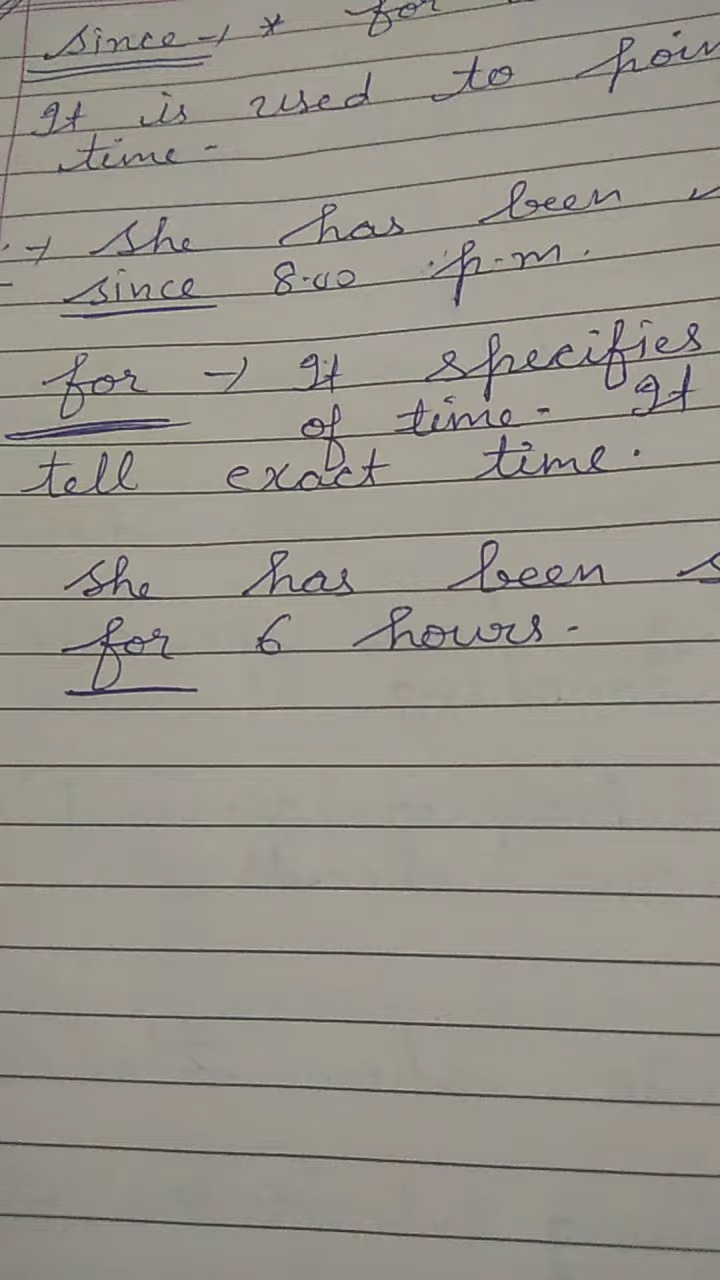 since → * for
It is used to poin
time -
→ she has been
since 8.40 p.m.
for → It specifies
of time - It
tell exact time.
she has been s
for 6 hours.